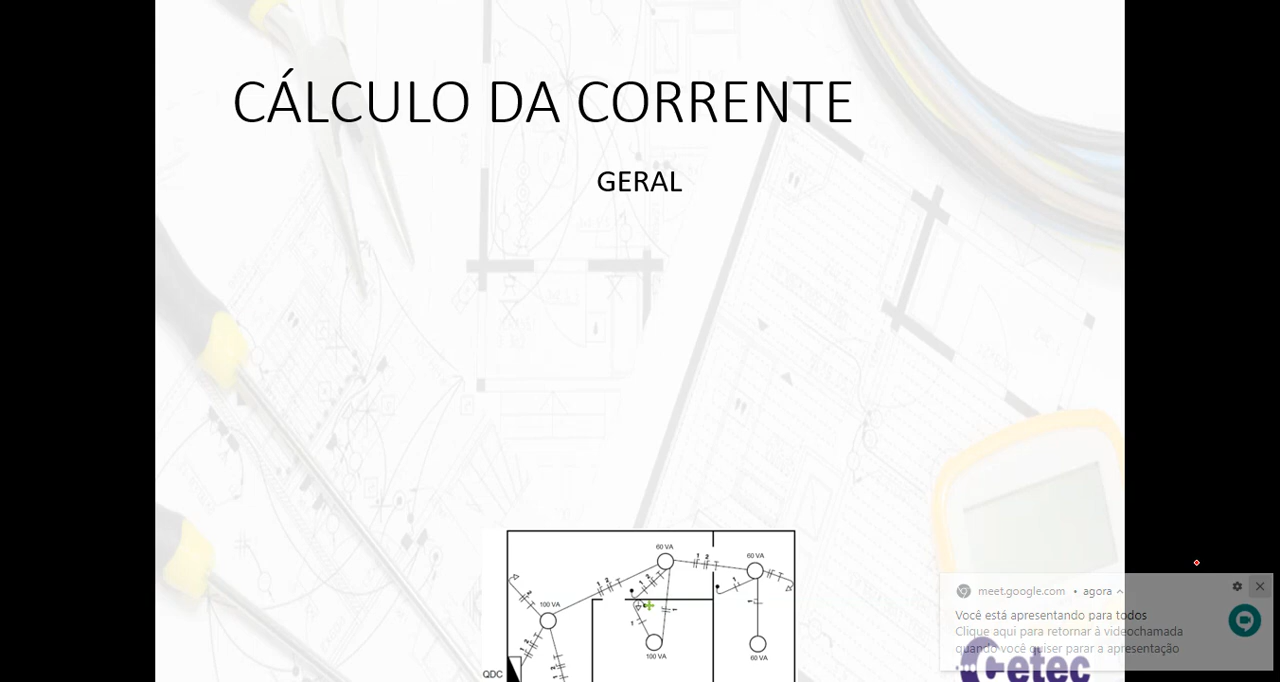 CÁLCULO DA CORRENTE
GERAL
60 VA
60 VA
100 VA
100 VA
60 VA
QDC
meet.google.com • agora
Você está apresentando para todos
Clique aqui para retornar à videochamada
quando você quiser parar a apresentação
etec